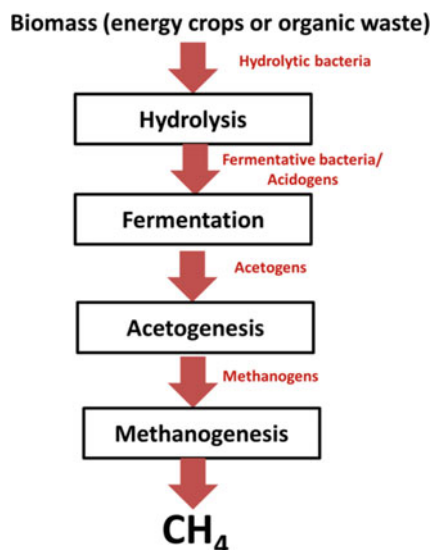 Biomass (energy crops or organic waste)
Hydrolytic bacteria
Hydrolysis
Fermentative bacteria/
Acidogens
Fermentation
Acetogens
Acetogenesis
Methanogens
Methanogenesis
CH₄